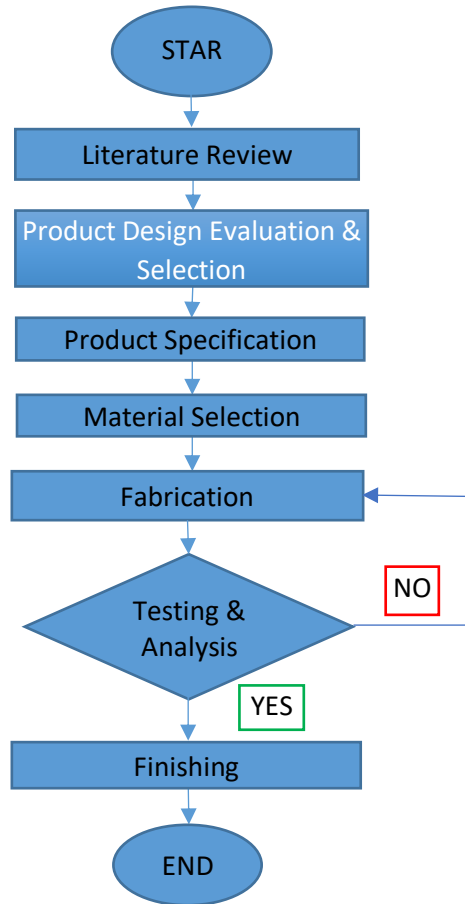 STAR
Literature Review
Product Design Evaluation &
Selection
Product Specification
Material Selection
Fabrication
Testing &
Analysis
NO
YES
Finishing
END